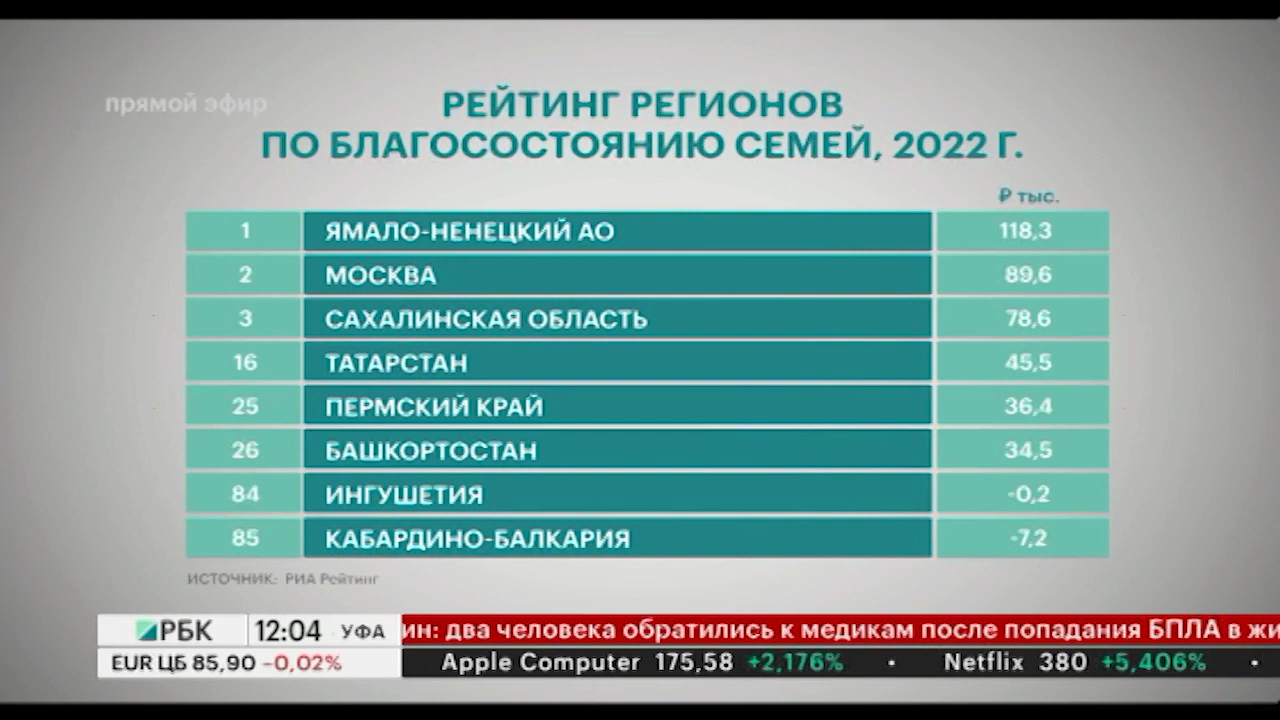 прямой эфир
РЕЙТИНГ РЕГИОНОВ
ПО БЛАГОСОСТОЯНИЮ СЕМЕЙ, 2022 Г.
₽ тыс.
1 ЯМАЛО-НЕНЕЦКИЙ АО 118,3
2 МОСКВА 89,6
3 САХАЛИНСКАЯ ОБЛАСТЬ 78,6
16 ТАТАРСТАН 45,5
25 ПЕРМСКИЙ КРАЙ 36,4
26 БАШКОРТОСТАН 34,5
84 ИНГУШЕТИЯ -0,2
85 КАБАРДИНО-БАЛКАРИЯ -7,2
ИСТОЧНИК: РИА Рейтинг
РБК 12:04 УФА ин: два человека обратились к медикам после попадания БПЛА в жи
EUR ЦБ 85,90 -0,02% Apple Computer 175,58 +2,176% • Netflix 380 +5,406% •